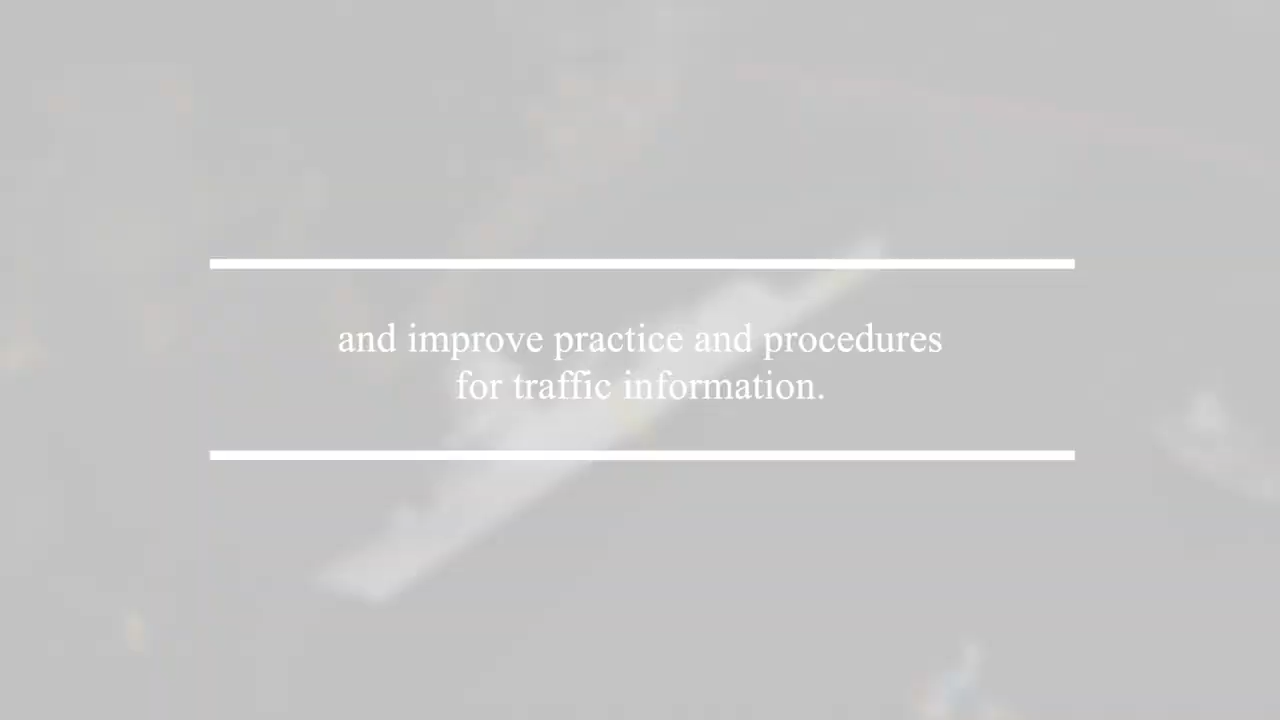 and improve practice and procedures
for traffic information.